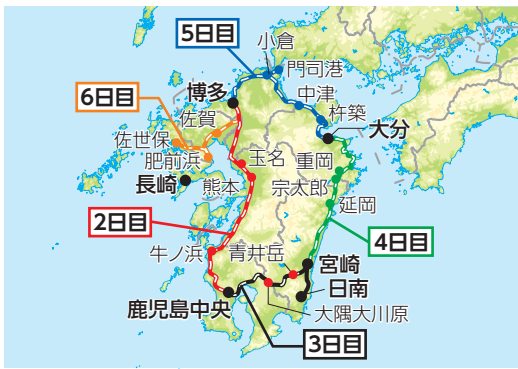 5日目
小倉
門司港
中津
博多
杵築
6日目
佐賀
大分
佐世保
肥前浜
玉名
重岡
長崎
熊本
宗太郎
延岡
2日目
4日目
牛ノ浜
青井岳
宮崎
日南
鹿児島中央
大隅大川原
3日目